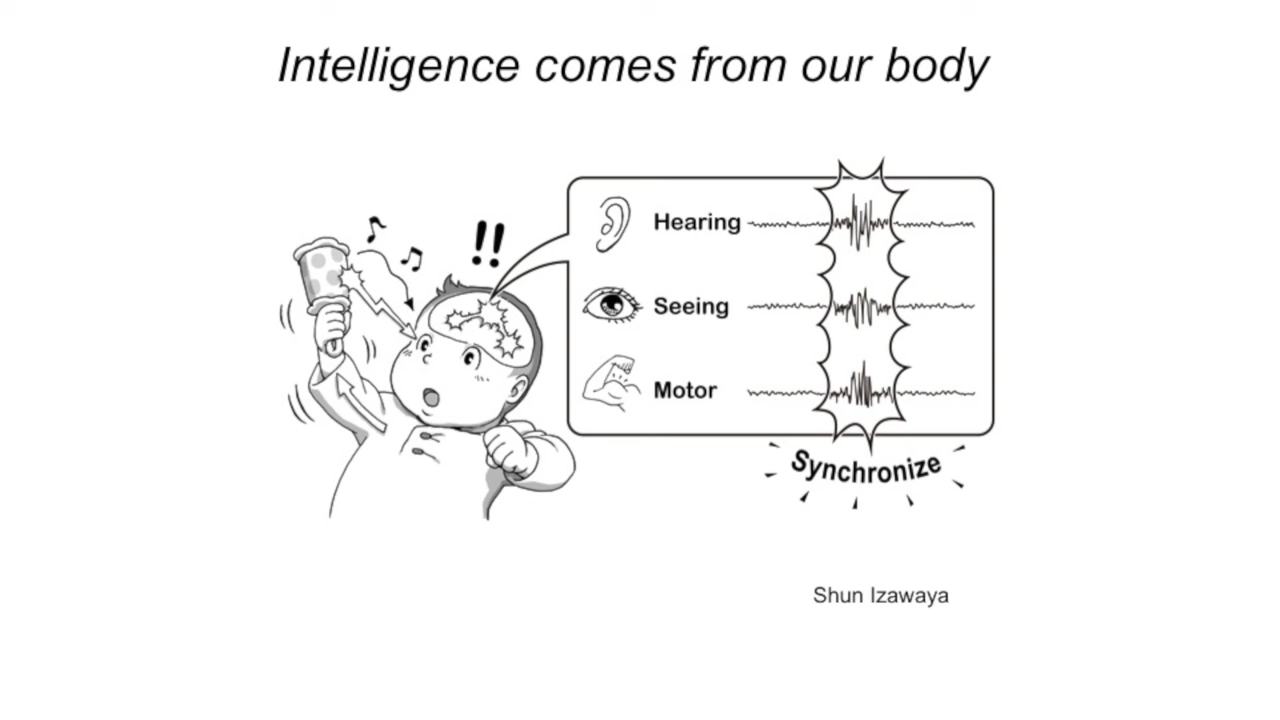 Intelligence comes from our body
!!
Hearing
Seeing
Motor
Synchronize
Shun Izawaya